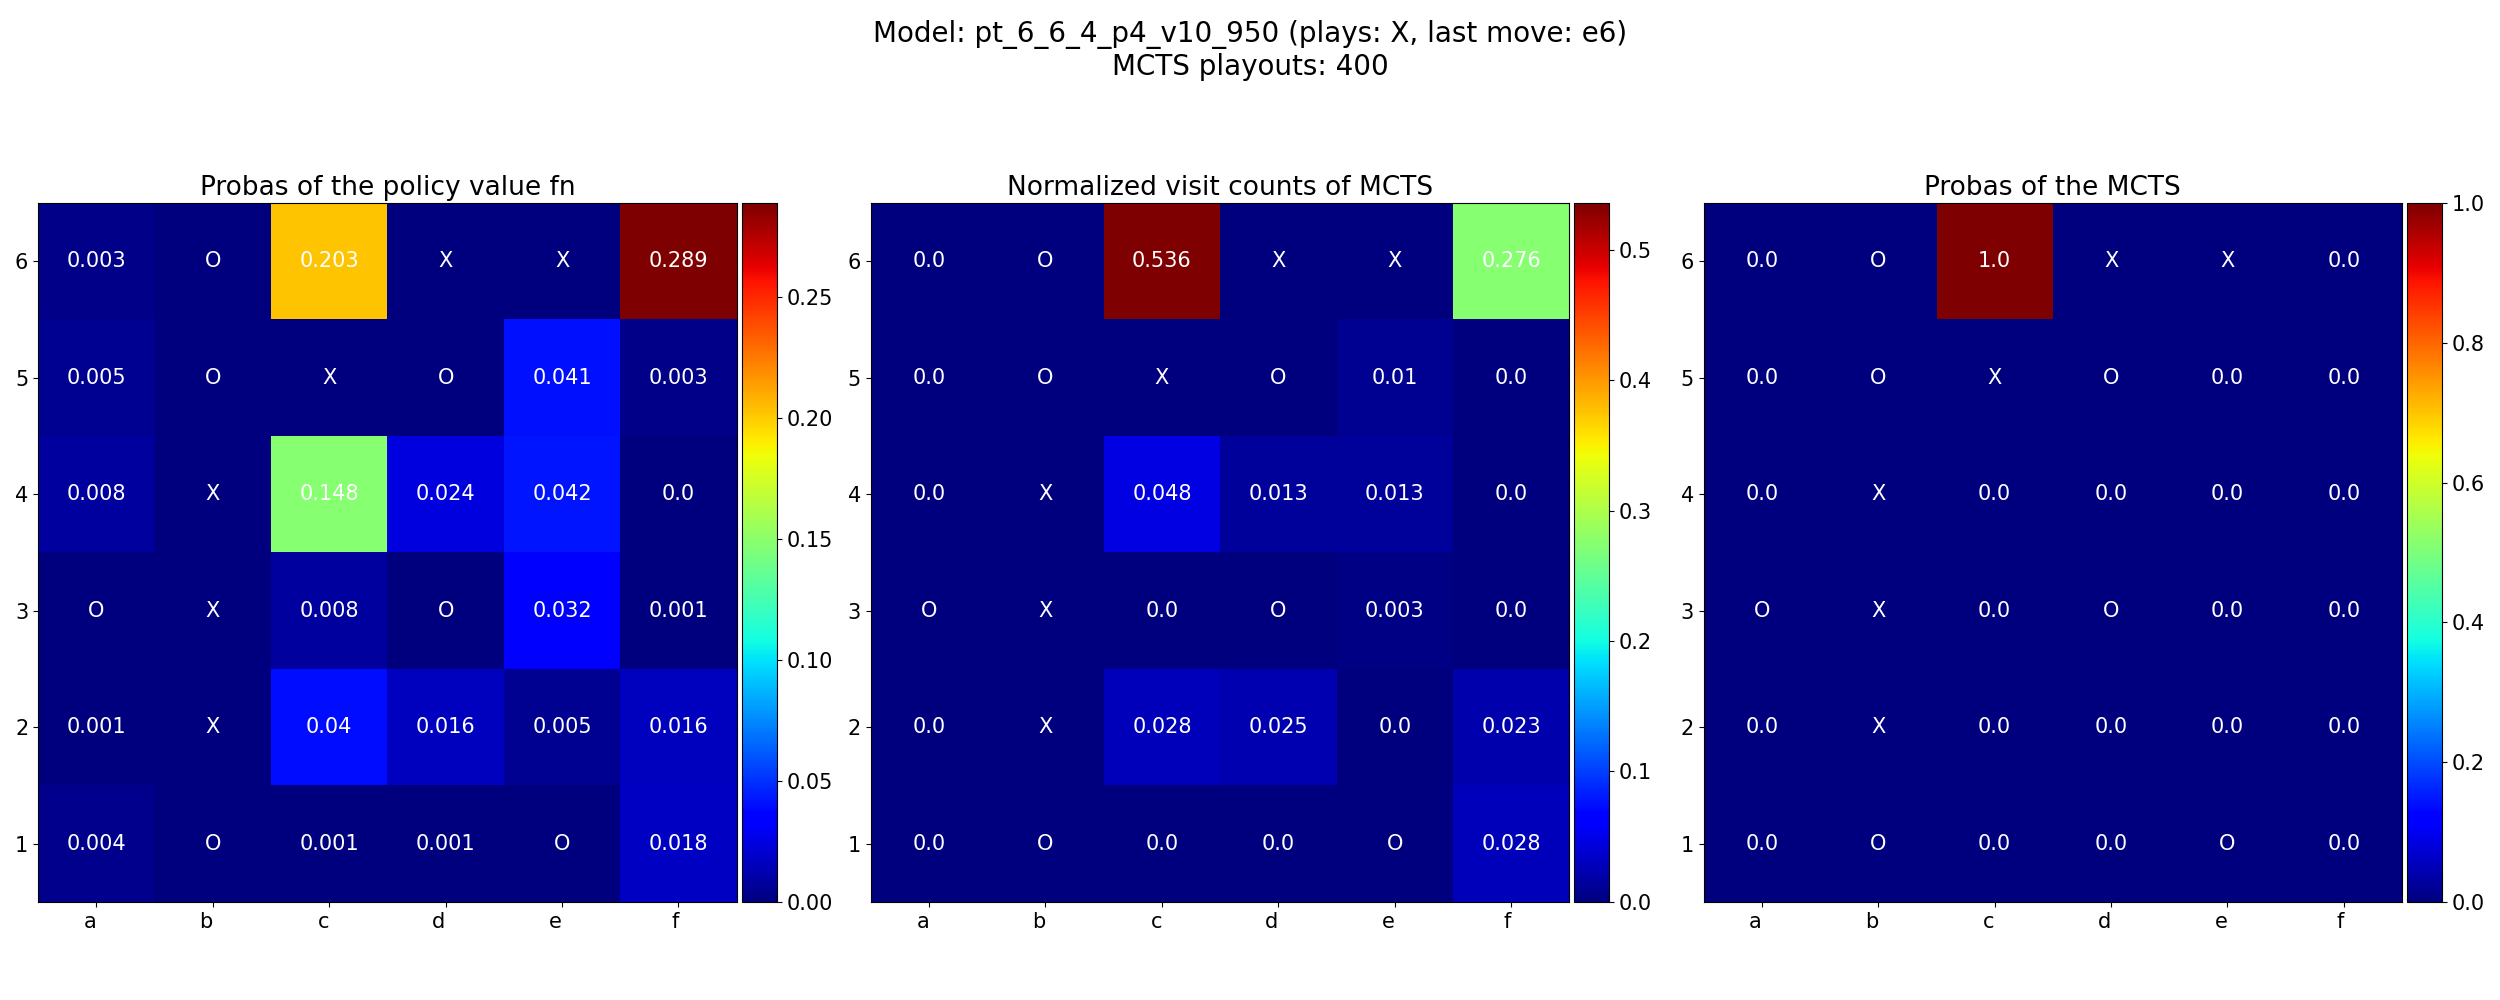 Model: pt_6_6_4_p4_v10_950 (plays: X, last move: e6)
MCTS playouts: 400
Probas of the policy value fn
6 0.003 O 0.203 X X 0.289
5 0.005 O X O 0.041 0.003
4 0.008 X 0.148 0.024 0.042 0.0
3 O X 0.008 O 0.032 0.001
2 0.001 X 0.04 0.016 0.005 0.016
1 0.004 O 0.001 0.001 O 0.018
a b c d e f
0.25
0.20
0.15
0.10
0.05
0.00
Normalized visit counts of MCTS
6 0.0 O 0.536 X X 0.276
5 0.0 O X O 0.01 0.0
4 0.0 X 0.048 0.013 0.013 0.0
3 O X 0.0 O 0.003 0.0
2 0.0 X 0.028 0.025 0.0 0.023
1 0.0 O 0.0 0.0 O 0.028
a b c d e f
0.5
0.4
0.3
0.2
0.1
0.0
Probas of the MCTS
6 0.0 O 1.0 X X 0.0
5 0.0 O X O 0.0 0.0
4 0.0 X 0.0 0.0 0.0 0.0
3 O X 0.0 O 0.0 0.0
2 0.0 X 0.0 0.0 0.0 0.0
1 0.0 O 0.0 0.0 O 0.0
a b c d e f
1.0
0.8
0.6
0.4
0.2
0.0